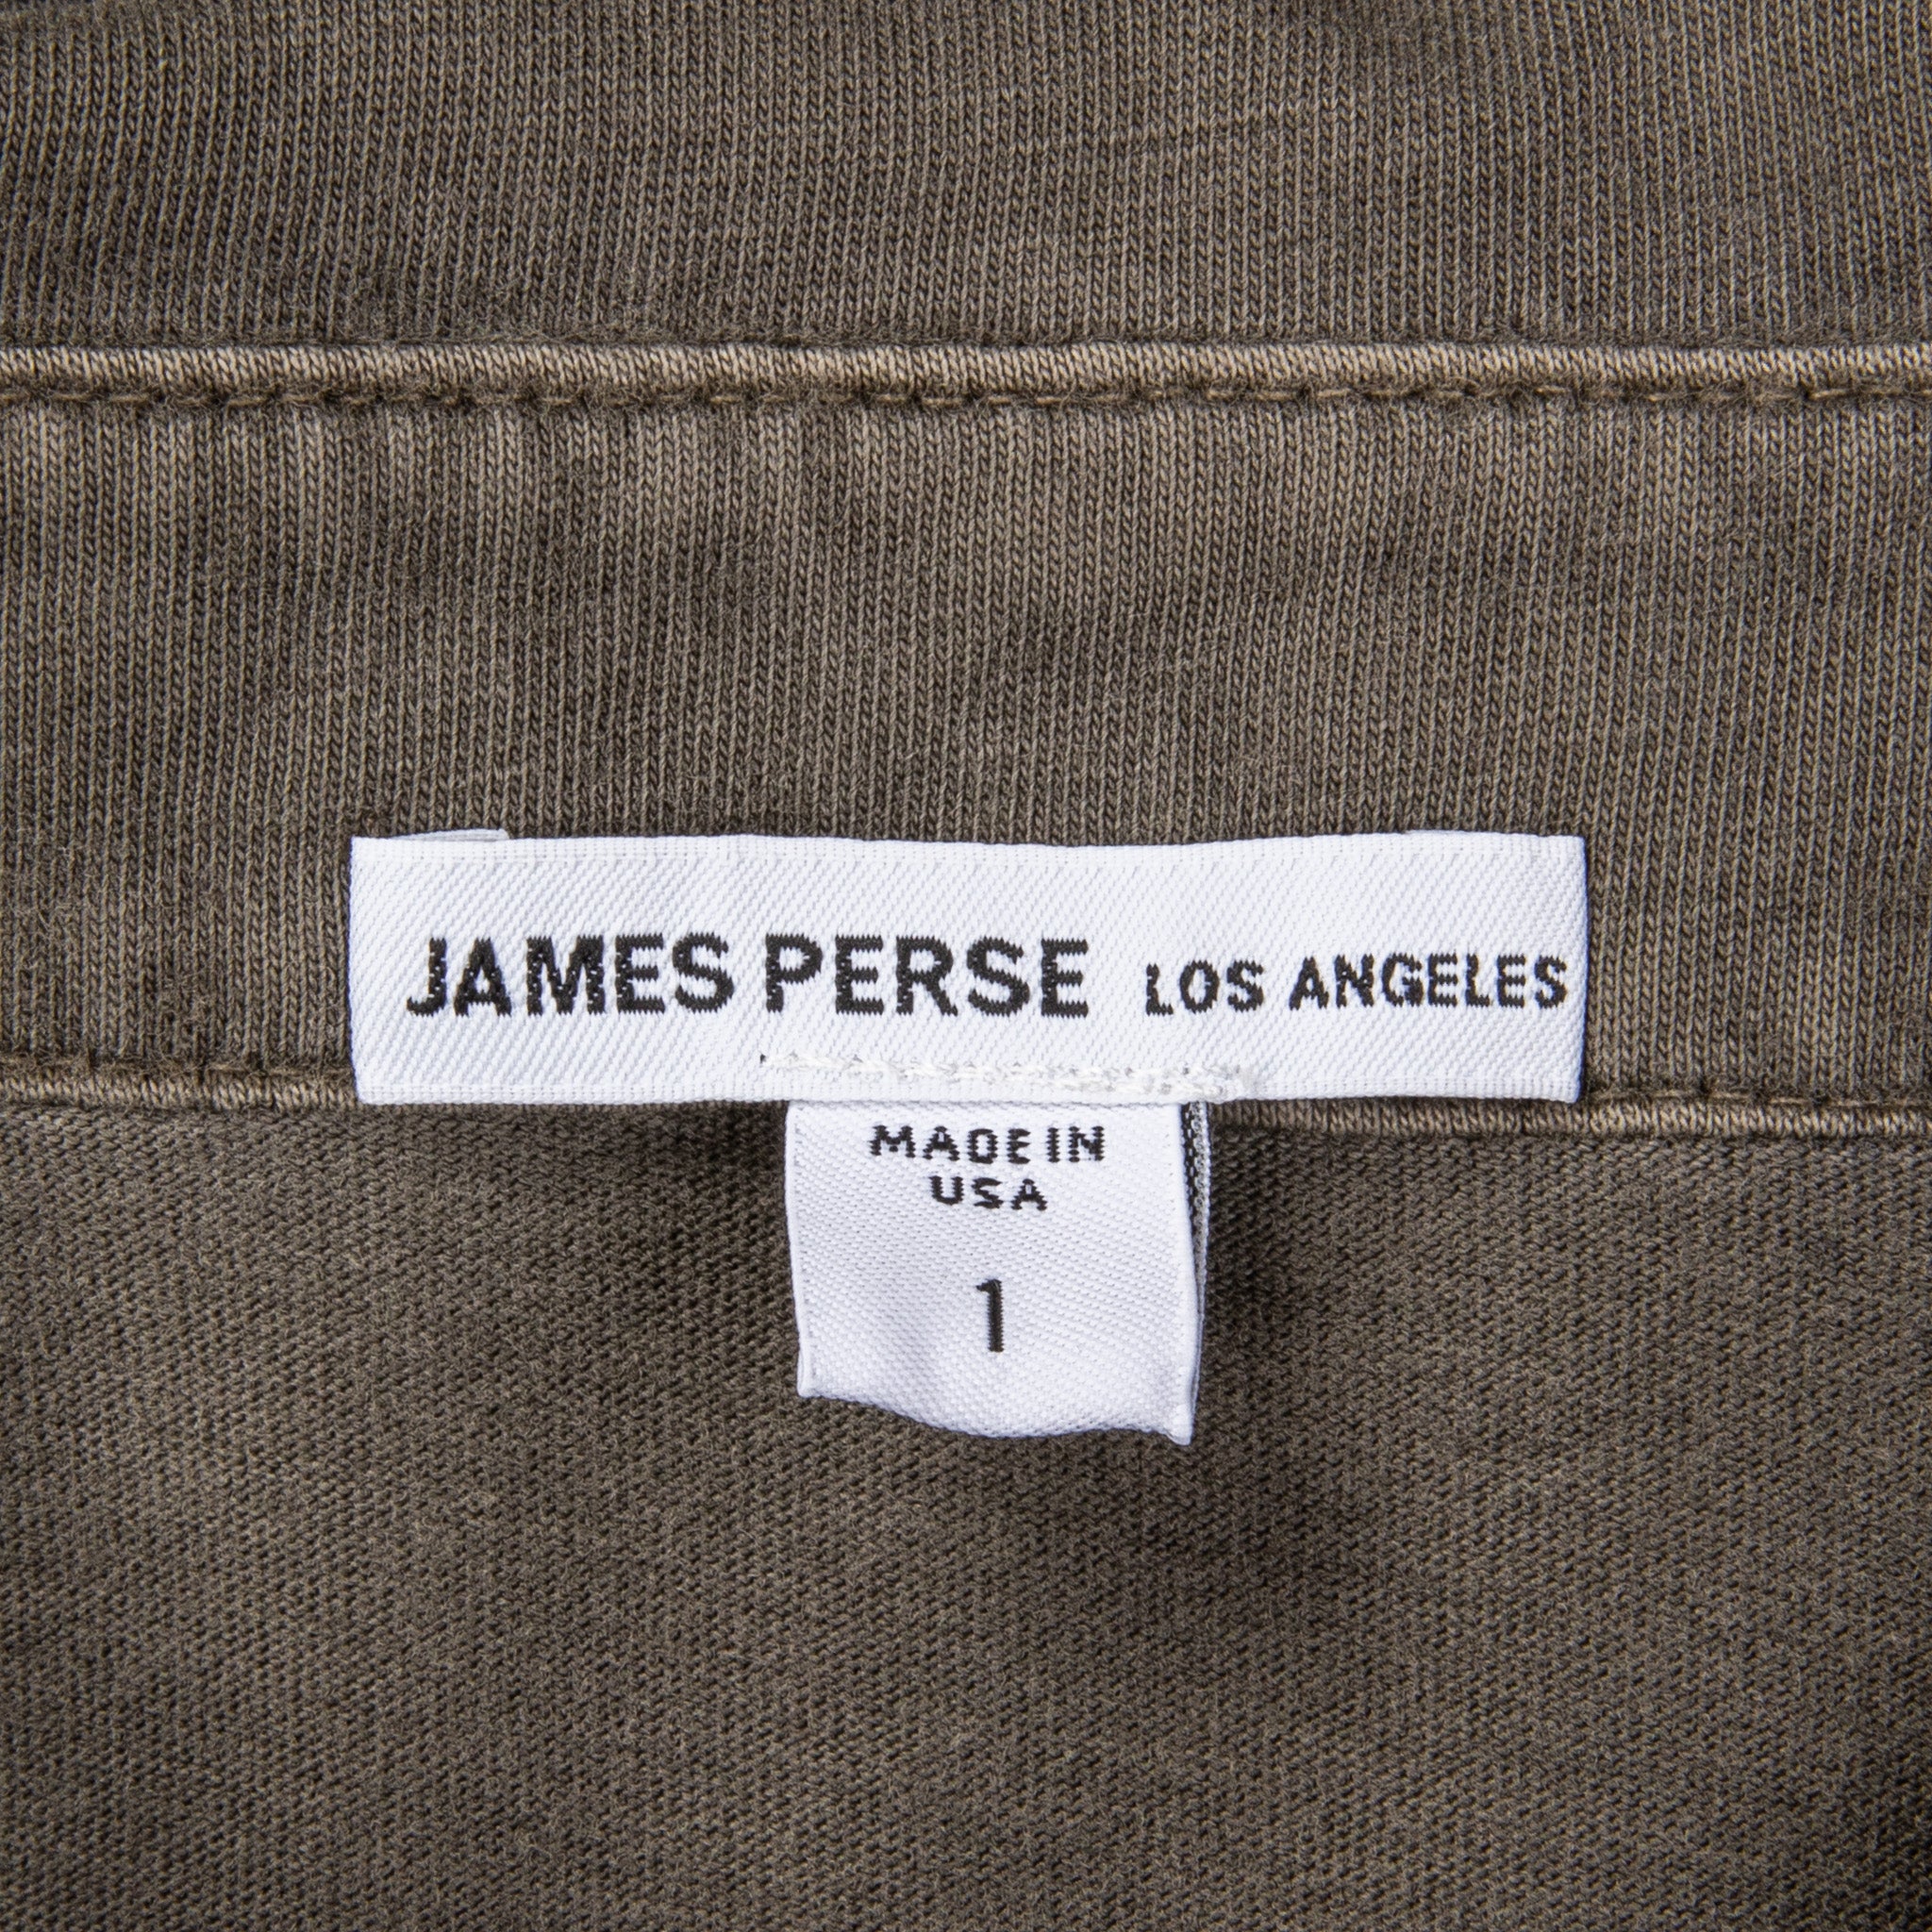 JAMES PERSE LOS ANGELES
MADE IN
USA
1